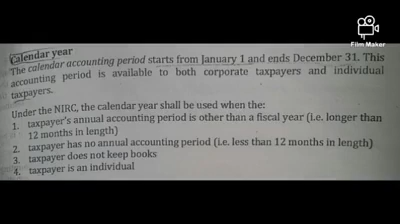 Calendar year
Film Maker
The calendar accounting period starts from January 1 and ends December 31. This
accounting period is available to both corporate taxpayers and individual
taxpayers.
Under the NIRC, the calendar year shall be used when the:
1. taxpayer's annual accounting period is other than a fiscal year (i.e. longer than
12 months in length)
2. taxpayer has no annual accounting period (i.e. less than 12 months in length)
3. taxpayer does not keep books
4. taxpayer is an individual